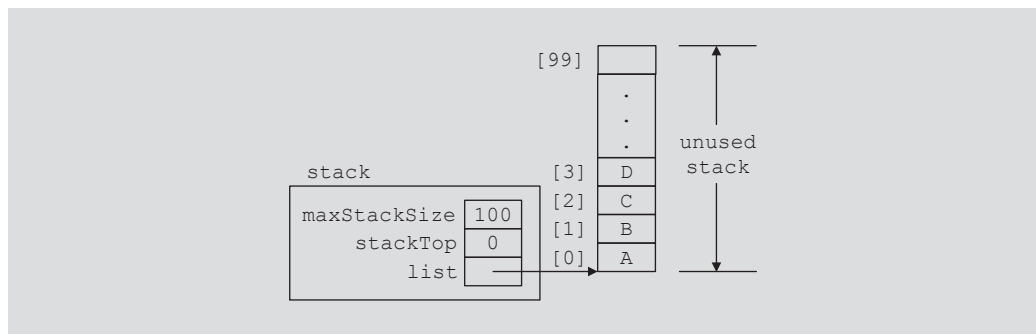 [99]
.
.
.
unused
stack
stack
[3] D
[2] C
[1] B
[0] A
maxStackSize 100
stackTop 0
list